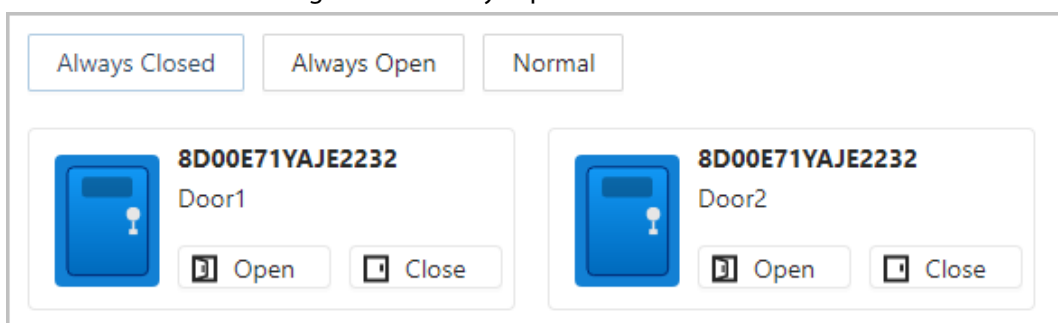 Always Closed Always Open Normal
8D00E71YAJE2232 8D00E71YAJE2232
Door1 Door2
Open Close Open Close